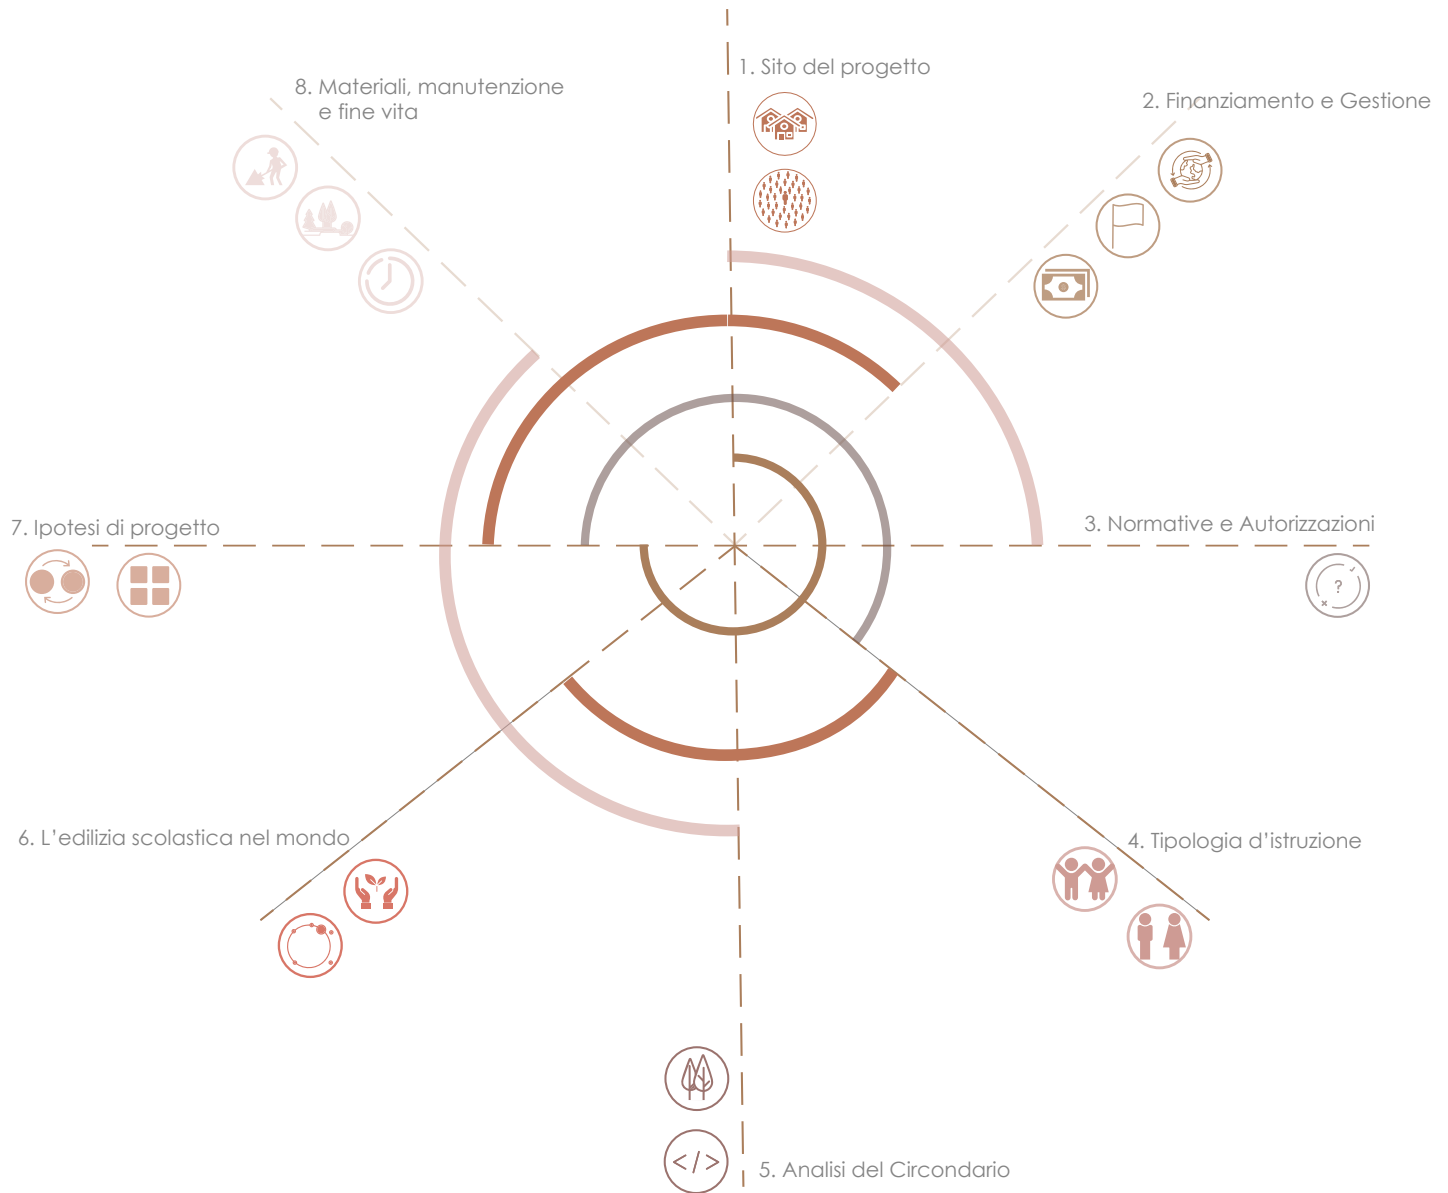 1. Sito del progetto
2. Finanziamento e Gestione
3. Normative e Autorizzazioni
?
4. Tipologia d'istruzione
5. Analisi del Circondario
</>
6. L'edilizia scolastica nel mondo
7. Ipotesi di progetto
8. Materiali, manutenzione
e fine vita